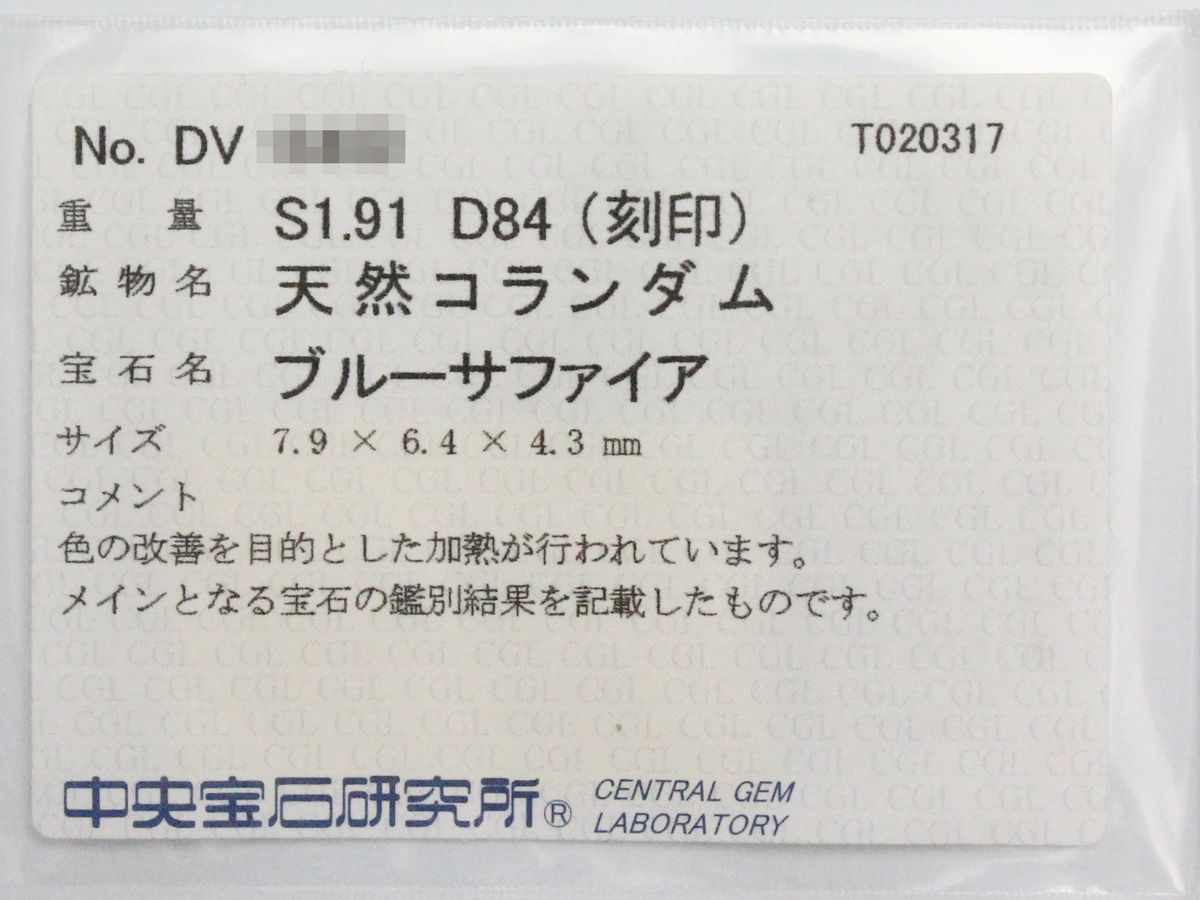 No. DV
T020317
重量 S1.91 D84(刻印)
鉱物名 天然コランダム
宝石名 ブルーサファイア
サイズ 7.9 × 6.4 × 4.3 mm
コメント
色の改善を目的とした加熱が行われています。
メインとなる宝石の鑑別結果を記載したものです。
中央宝石研究所® CENTRAL GEM
LABORATORY